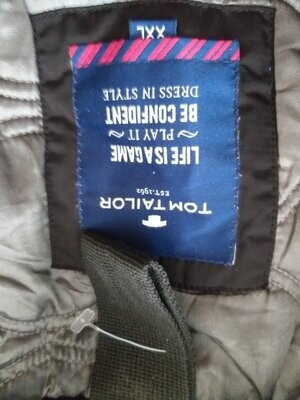 TOM TAILOR
EST. 1962
LIFE IS A GAME
~ PLAY IT ~
BE CONFIDENT
DRESS IN STYLE
XXL